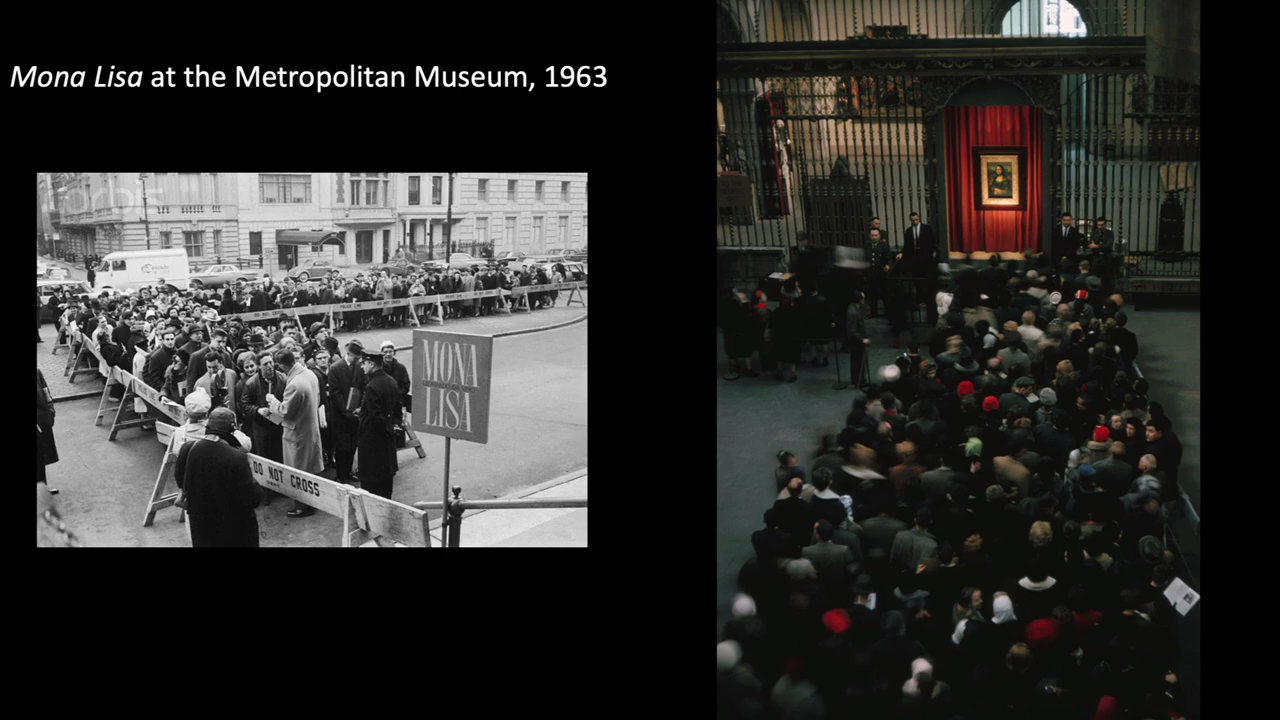 Mona Lisa at the Metropolitan Museum, 1963
MONA
LISA
DO NOT CROSS